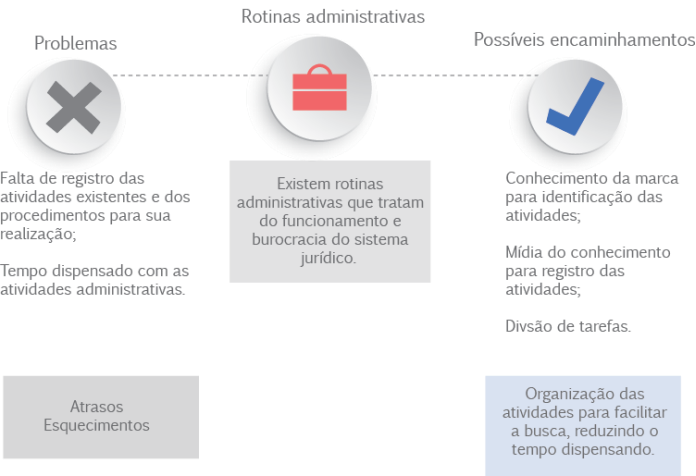 Rotinas administrativas
Problemas
Possíveis encaminhamentos
Falta de registro das
atividades existentes e dos
procedimentos para sua
realização;
Tempo dispensado com as
atividades administrativas.
Existem rotinas
administrativas que tratam
do funcionamento e
burocracia do sistema
jurídico.
Conhecimento da marca
para identificação das
atividades;
Mídia do conhecimento
para registro das
atividades;
Divsão de tarefas.
Atrasos
Esquecimentos
Organização das
atividades para facilitar
a busca, reduzindo o
tempo dispensando.